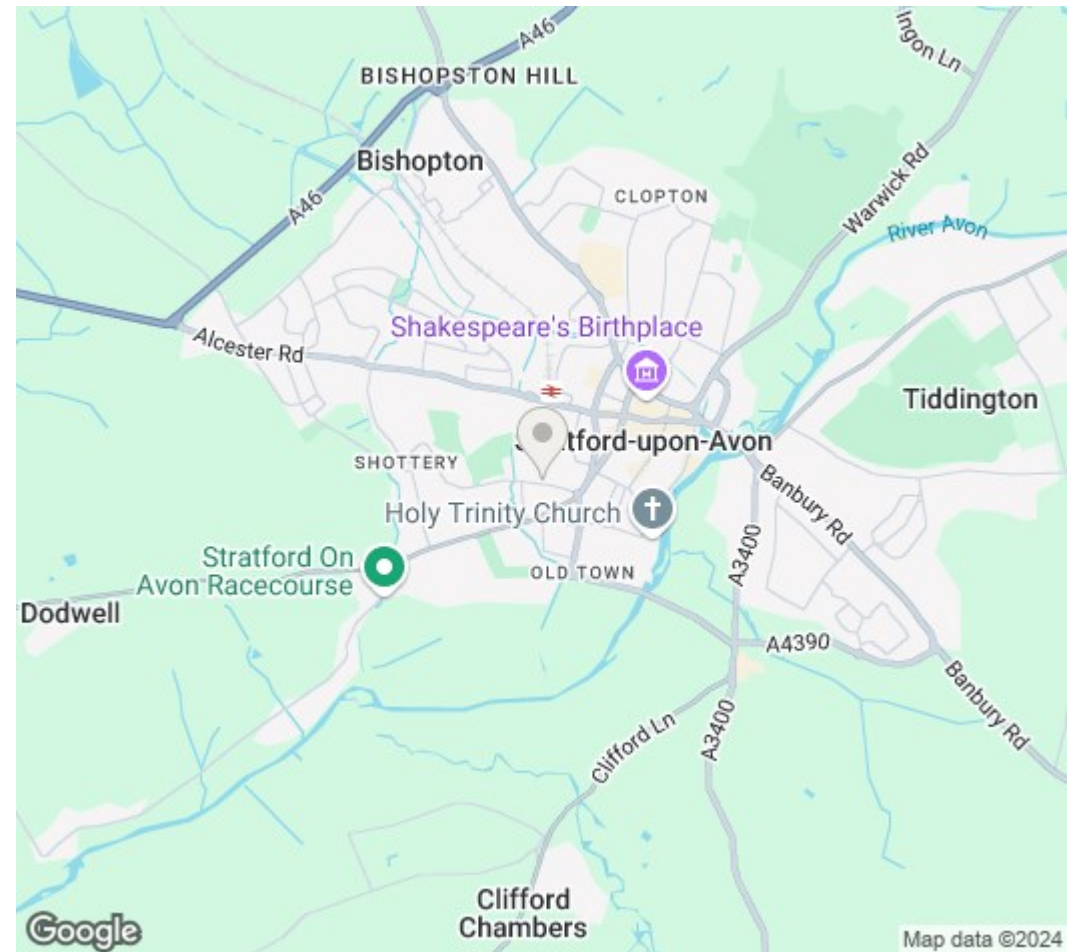 A46
Ingon Ln
BISHOPSTON HILL
Bishopton
A46
CLOPTON
Warwick Rd
River Avon
Shakespeare's Birthplace
Alcester Rd
Tiddington
tford-upon-Avon
SHOTTERY
Banbury Rd
Holy Trinity Church
Stratford On
Avon Racecourse
A3400
OLD TOWN
Dodwell
A4390
Banbury Rd
A3400
Clifford Ln
Clifford
Chambers
Google
Map data ©2024